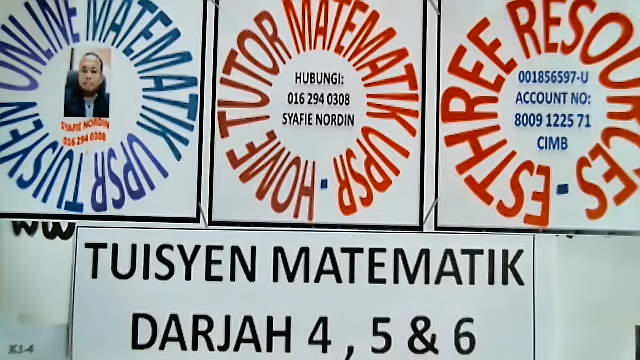 TUISYEN ONLINE MATEMATIK UPSR
SYAFIE NORDIN
016 294 0308
HOME TUTOR MATEMATIK UPSR
HUBUNGI:
016 294 0308
SYAFIE NORDIN
ESTHREE RESOURCES
001856597-U
ACCOUNT NO:
8009 1225 71
CIMB
TUISYEN MATEMATIK
DARJAH 4 , 5 & 6